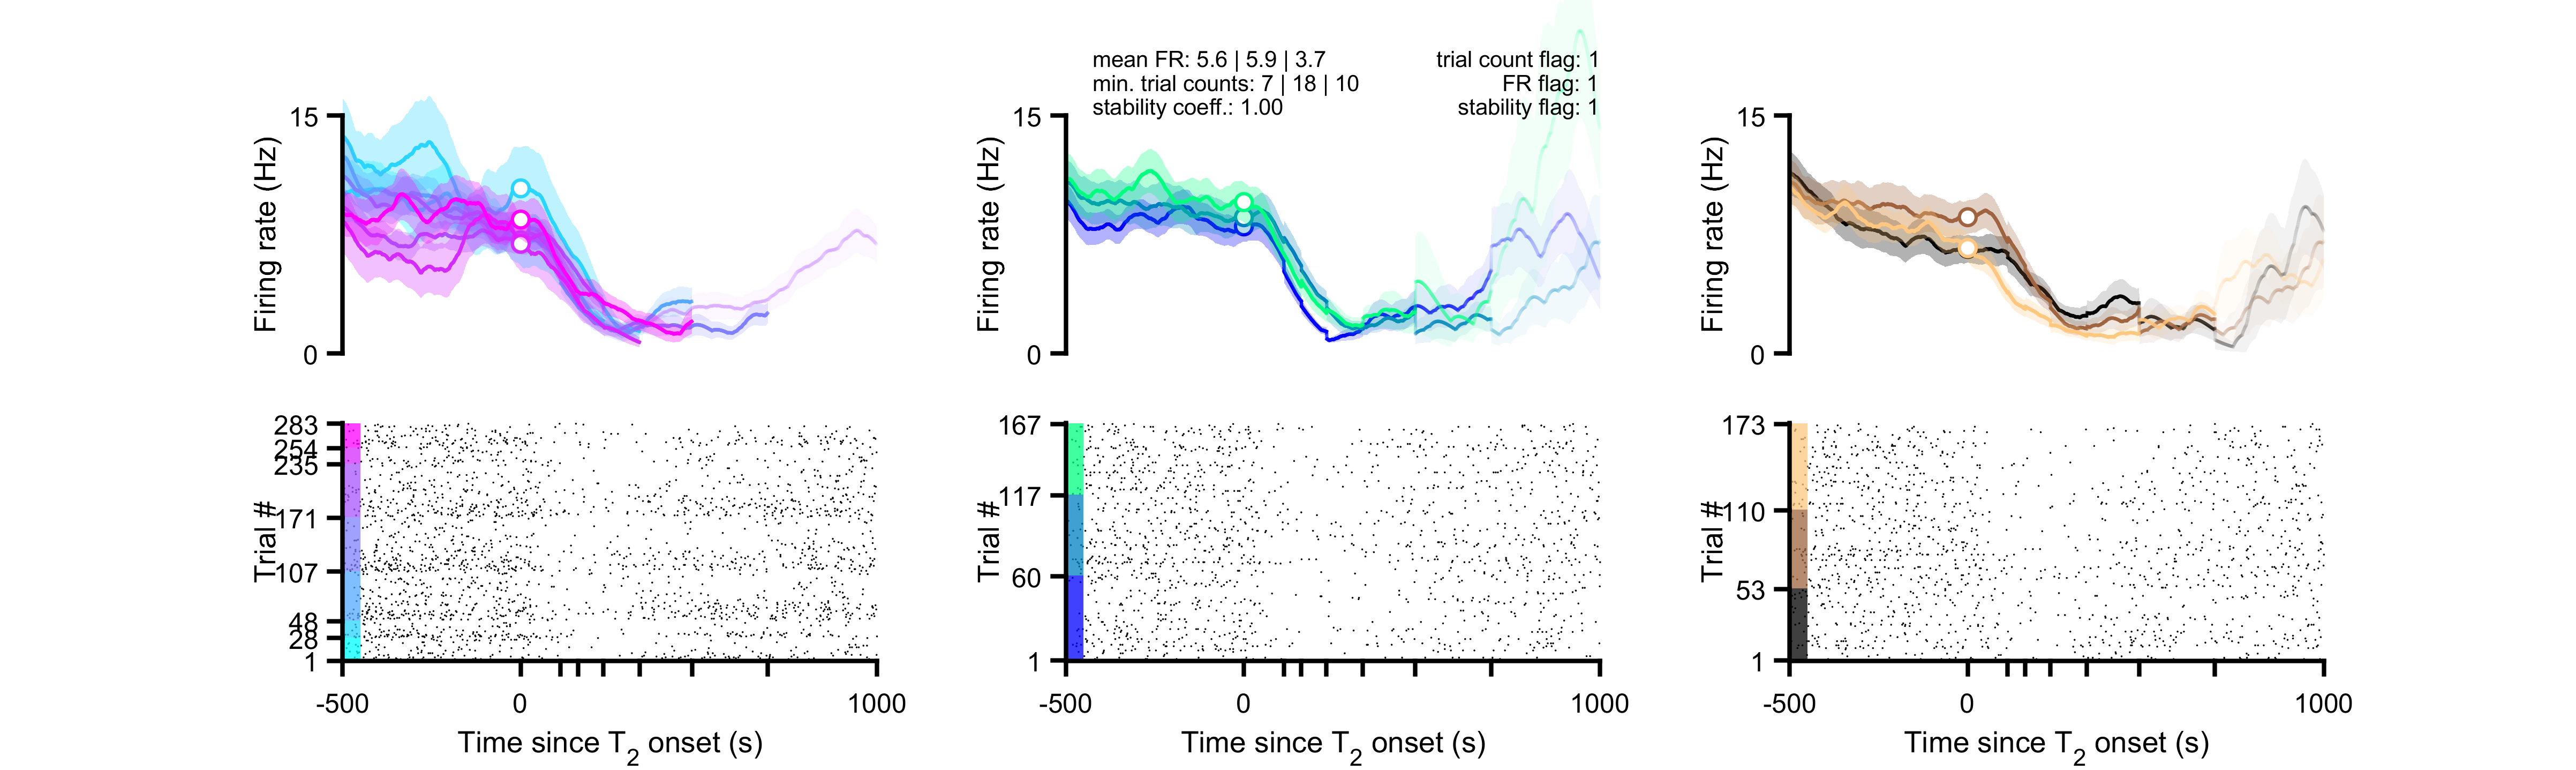 mean FR: 5.6 | 5.9 | 3.7
min. trial counts: 7 | 18 | 10
stability coeff.: 1.00
trial count flag: 1
FR flag: 1
stability flag: 1
15
0
Firing rate (Hz)
15
0
Firing rate (Hz)
15
0
Firing rate (Hz)
283
254
235
171
107
48
28
1
Trial #
-500
0
1000
Time since T2 onset (s)
167
117
60
1
Trial #
-500
0
1000
Time since T2 onset (s)
173
110
53
1
Trial #
-500
0
1000
Time since T2 onset (s)